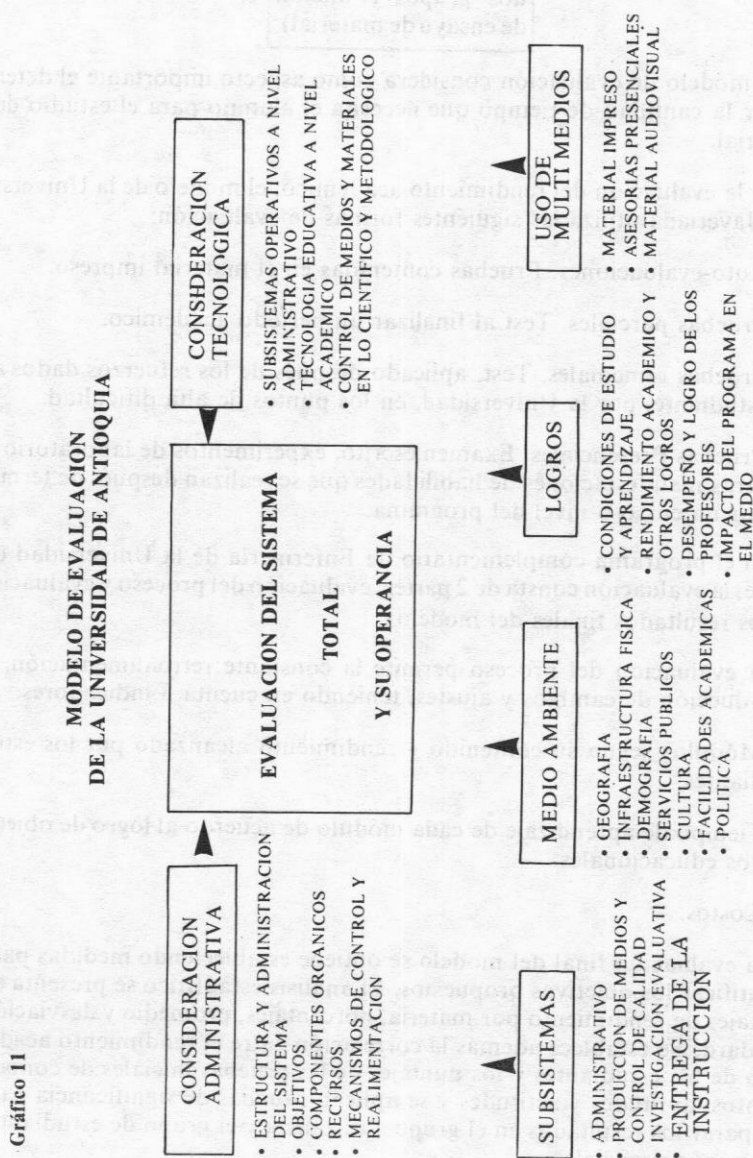 Gráfico 11
MODELO DE EVALUACION
DE LA UNIVERSIDAD DE ANTIOQUIA
CONSIDERACION
ADMINISTRATIVA
• ESTRUCTURA Y ADMINISTRACION
DEL SISTEMA
• OBJETIVOS
• COMPONENTES ORGANICOS
• RECURSOS
• MECANISMOS DE CONTROL Y
REALIMENTACION
EVALUACION DEL SISTEMA
TOTAL
Y SU OPERANCIA
CONSIDERACION
TECNOLOGICA
• SUBSISTEMAS OPERATIVOS A NIVEL
ADMINISTRATIVO
• TECNOLOGIA EDUCTIVA A NIEL
ACADEMICO
• CONTROL DE MEDIOS Y MATERIALES
EN LO CIENTIFICO Y METODOLOGICO
SUBSISTEMAS
• ADMINISTRATIVO
• PRODUCCION DE MEDIOS Y
CONTROL DE CALIDAD
• INVESTIGATIVO-EVALUATIVA
• ENTREGA DE LA
INSTRUCCION
MEDIO AMBIENTE
• GEOGRAFIA
• INFRAESTRUCTURA FISICA
• DEMOGRAFIA
• SERVICIOS PUBLICOS
• CULTURA
• FACILIDADES ACADEMICAS
• POLITICA
LOGROS
• CONDICIONES DE ESTUDIO
Y APRENDIZAJE
• RENDIMIENTO ACADEMICO Y
OTROS LOGROS
• DESEMPEÑO Y LOGRO DE LOS
PROFESORES
• IMPACTO DEL PROGRAMA EN
EL MEDIO
USO DE
MILITI MEDIOS
• MATERIAL IMPRESO
• ASESORIAS PRESENCIALES
• MATERIAL AUDIOVISUAL